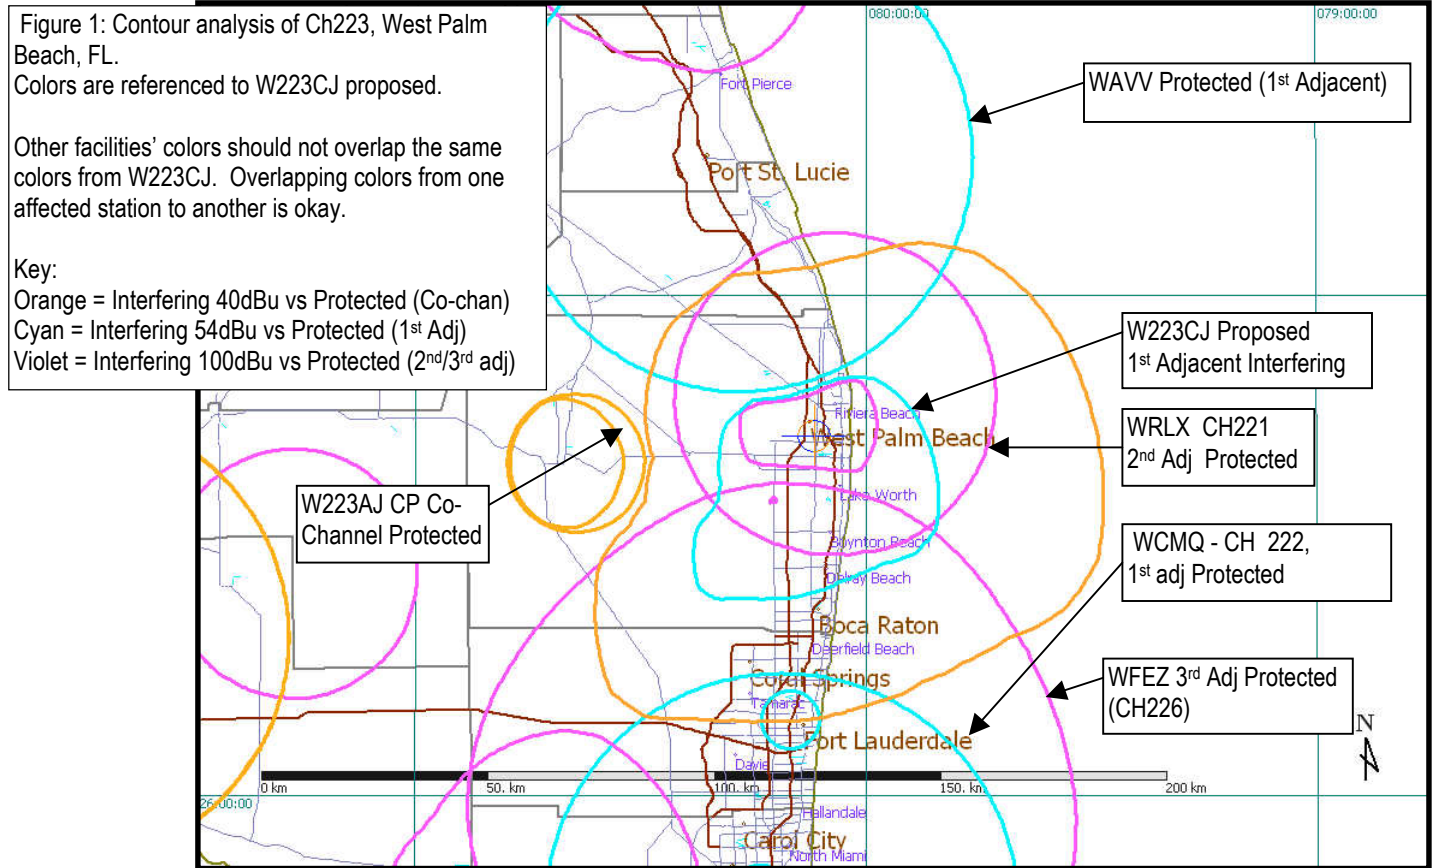 Figure 1: Contour analysis of Ch223, West Palm
Beach, FL.
Colors are referenced to W223CJ proposed.
Other facilities' colors should not overlap the same
colors from W223CJ. Overlapping colors from one
affected station to another is okay.
Key:
Orange = Interfering 40dBu vs Protected (Co-chan)
Cyan = Interfering 54dBu vs Protected (1st Adj)
Violet = Interfering 100dBu vs Protected (2nd/3rd adj)
080:00:00
079:00:00
WAVV Protected (1st Adjacent)
Fort Pierce
Port St. Lucie
W223CJ Proposed
1st Adjacent Interfering
Riviera Beach
West Palm Beach
WRLX CH221
2nd Adj Protected
W223AJ CP Co-
Channel Protected
Lake Worth
Boynton Beach
WCMQ - CH 222,
1st adj Protected
Delray Beach
Boca Raton
Deerfield Beach
Coral Springs
WFEZ 3rd Adj Protected
(CH226)
Tamarac
Fort Lauderdale
N
Davie
0 km
50. km
100. km
150. km
200 km
26:00:00
Hallandale
Carol City
North Miami